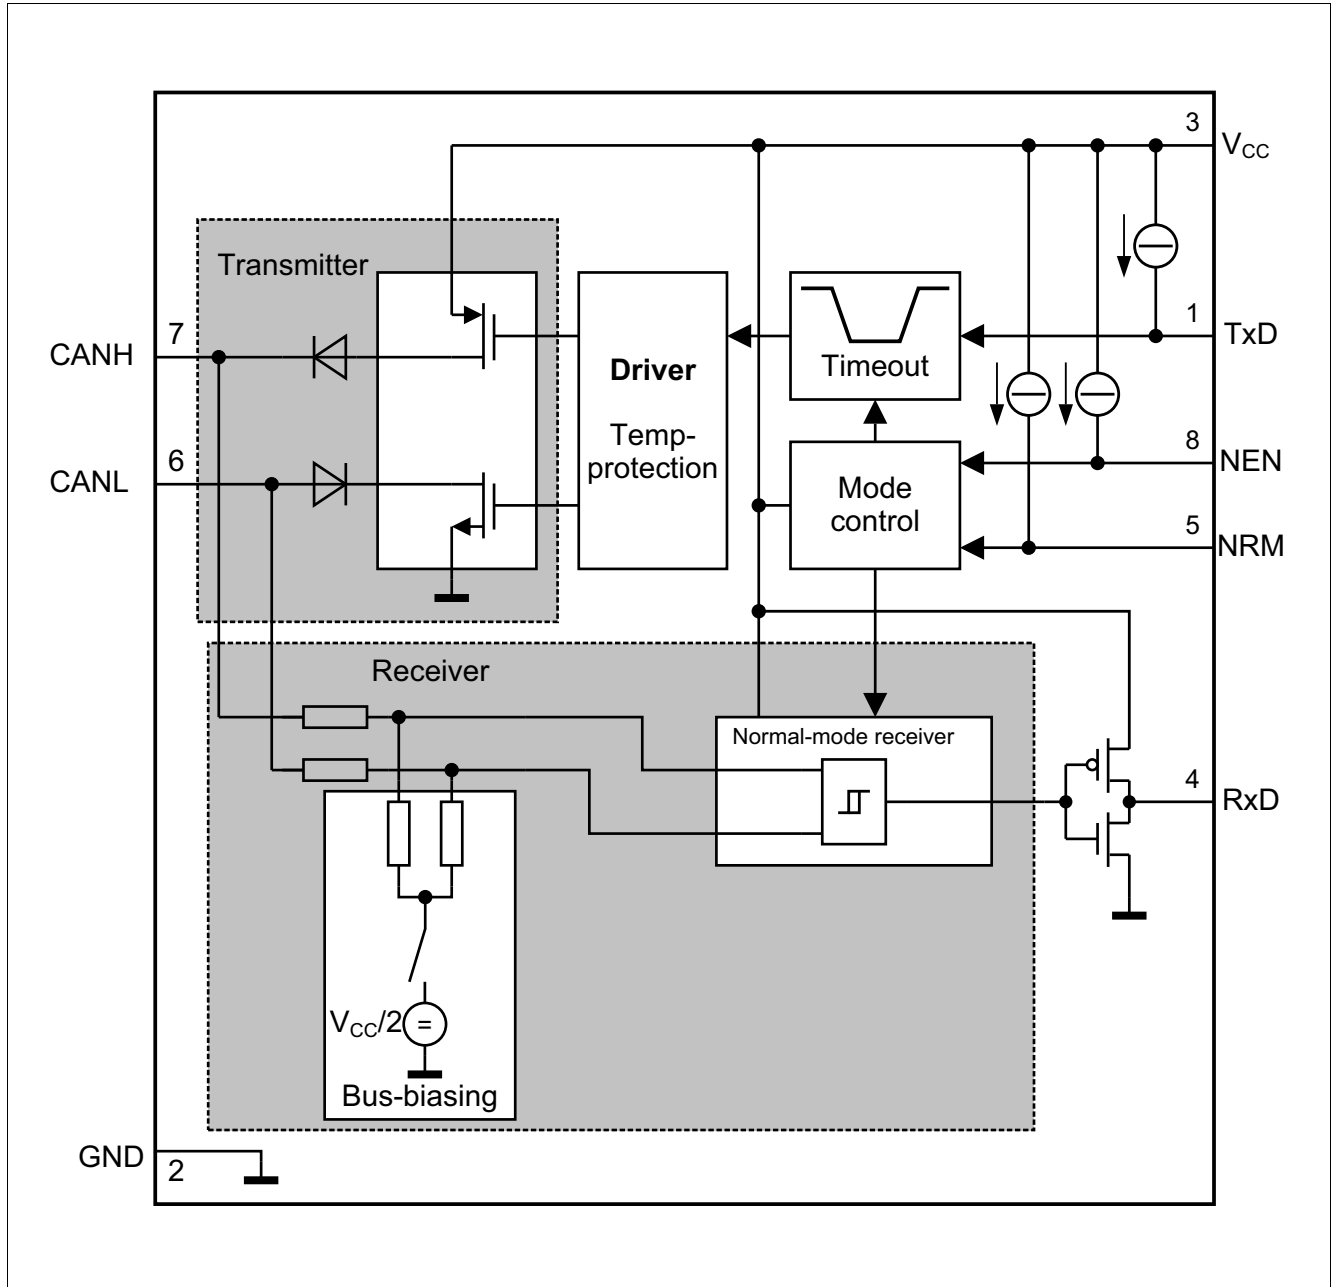 3
VCC
Transmitter
1
TxD
7
CANH
Timeout
Driver
Temp-
protection
8
NEN
6
CANL
Mode
control
5
NRM
Receiver
Normal-mode receiver
4
RxD
VCC/2
=
Bus-biasing
GND
2